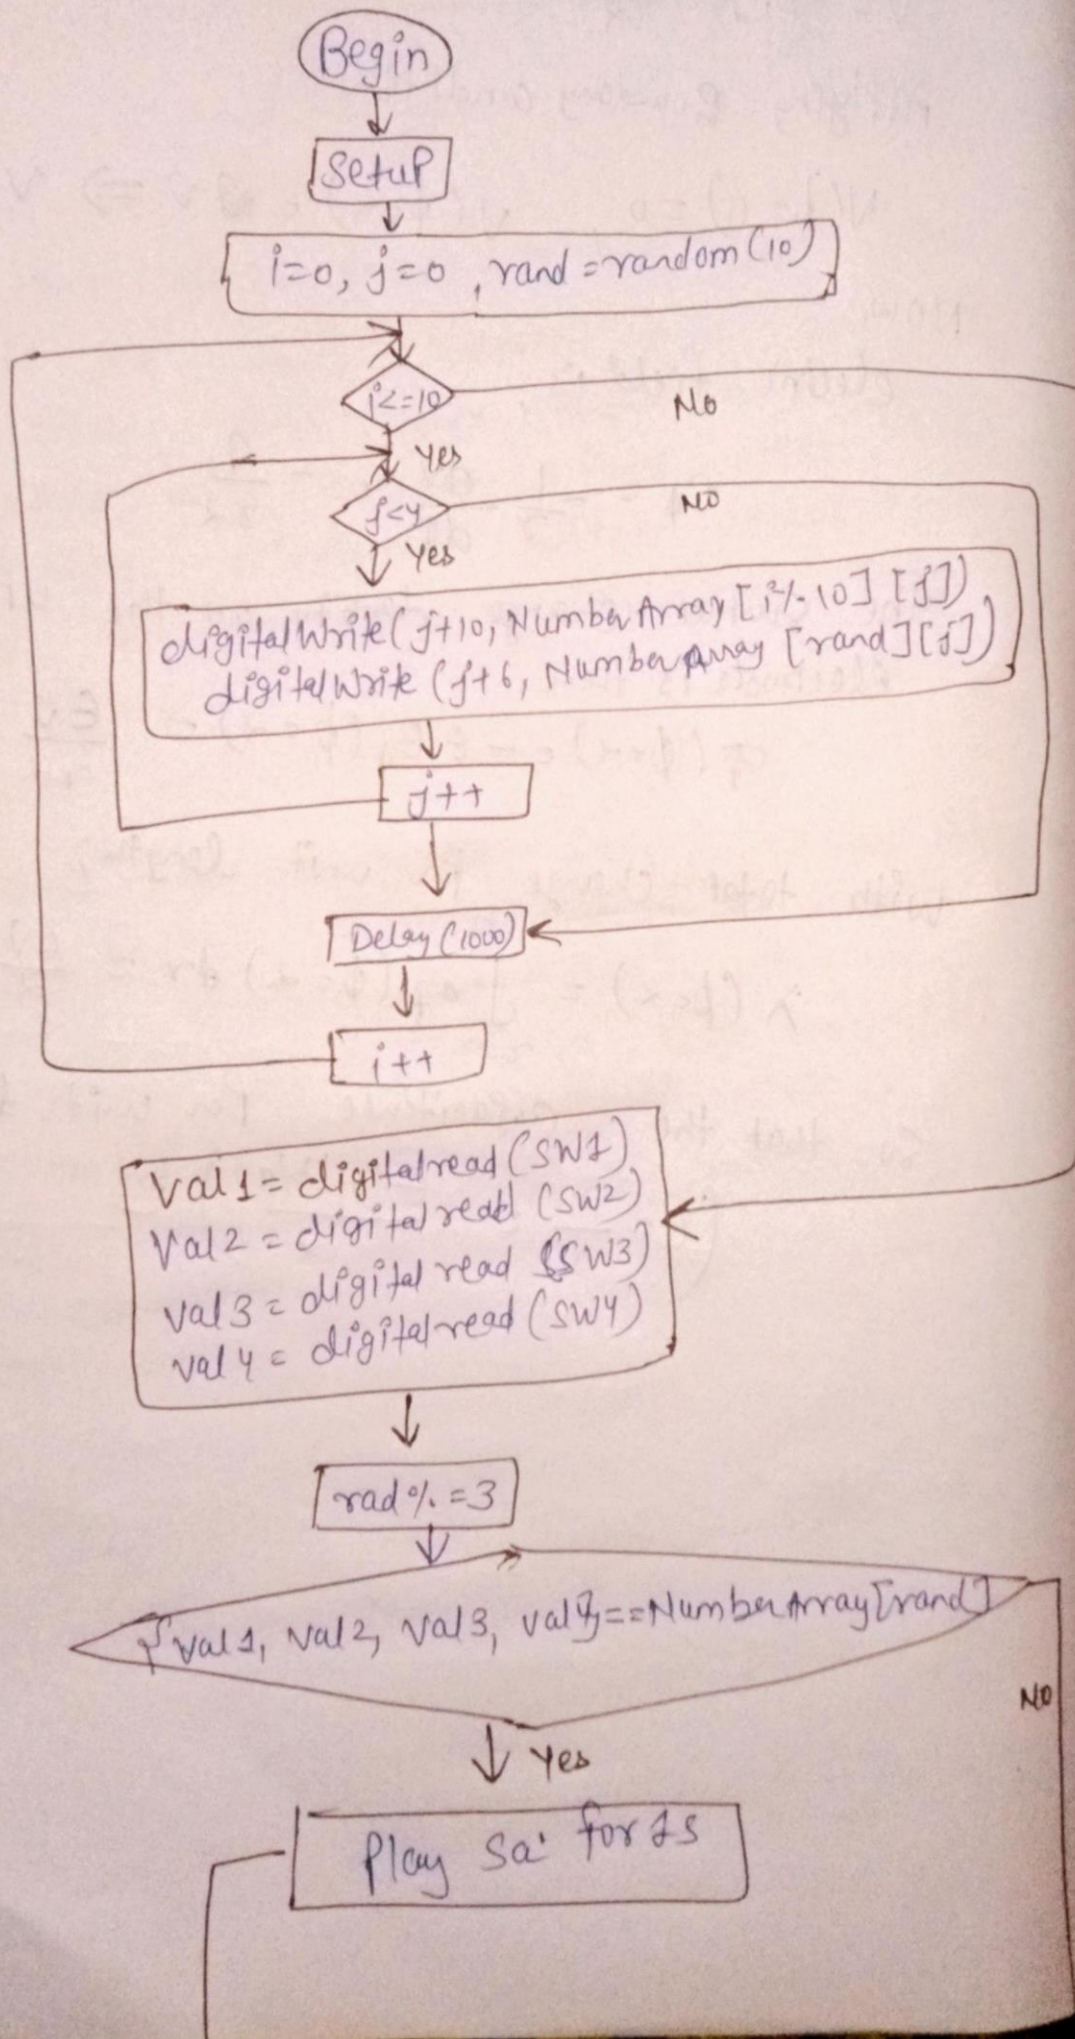 Begin
Setup
i=0, j=0, rand=random(10)
i<=10
No
Yes
j<4
NO
Yes
digitalWrite(j+10, NumberArray[i%10][j])
digitalWrite(j+6, NumberArray[rand][j])
j++
Delay(1000)
i++
Val1=digitalread(SW1)
Val2=digitalread(SW2)
Val3=digital read (SW3)
val4=digitalread(SW4)
rad%=3
{val1, val2, val3, val4}==NumberArray[rand]
NO
Yes
Play Sa' for 1s